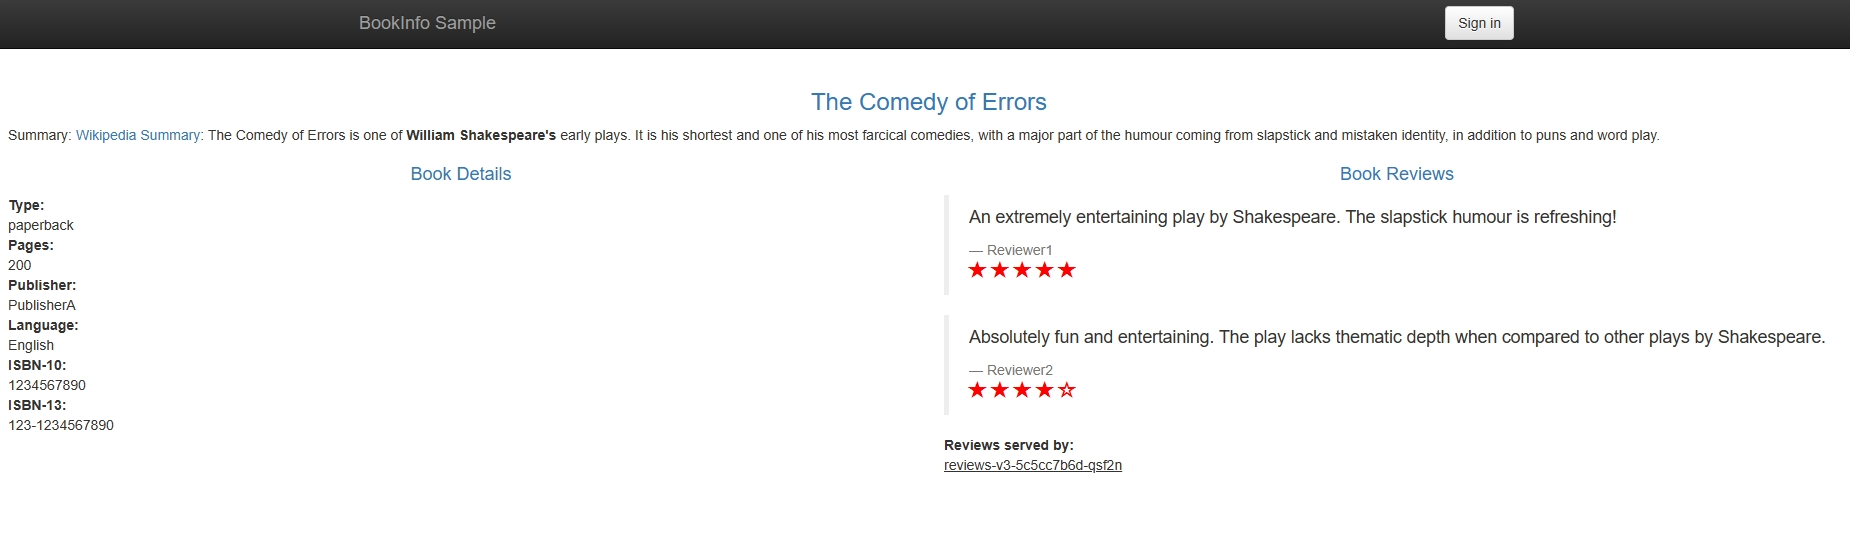 BookInfo Sample
Sign in
The Comedy of Errors
Summary: Wikipedia Summary: The Comedy of Errors is one of William Shakespeare's early plays. It is his shortest and one of his most farcical comedies, with a major part of the humour coming from slapstick and mistaken identity, in addition to puns and word play.
Book Details
Type:
paperback
Pages:
200
Publisher:
PublisherA
Language:
English
ISBN-10:
1234567890
ISBN-13:
123-1234567890
Book Reviews
An extremely entertaining play by Shakespeare. The slapstick humour is refreshing!
— Reviewer1
★★★★★
Absolutely fun and entertaining. The play lacks thematic depth when compared to other plays by Shakespeare.
— Reviewer2
★★★★☆
Reviews served by:
reviews-v3-5c5cc7b6d-qsf2n